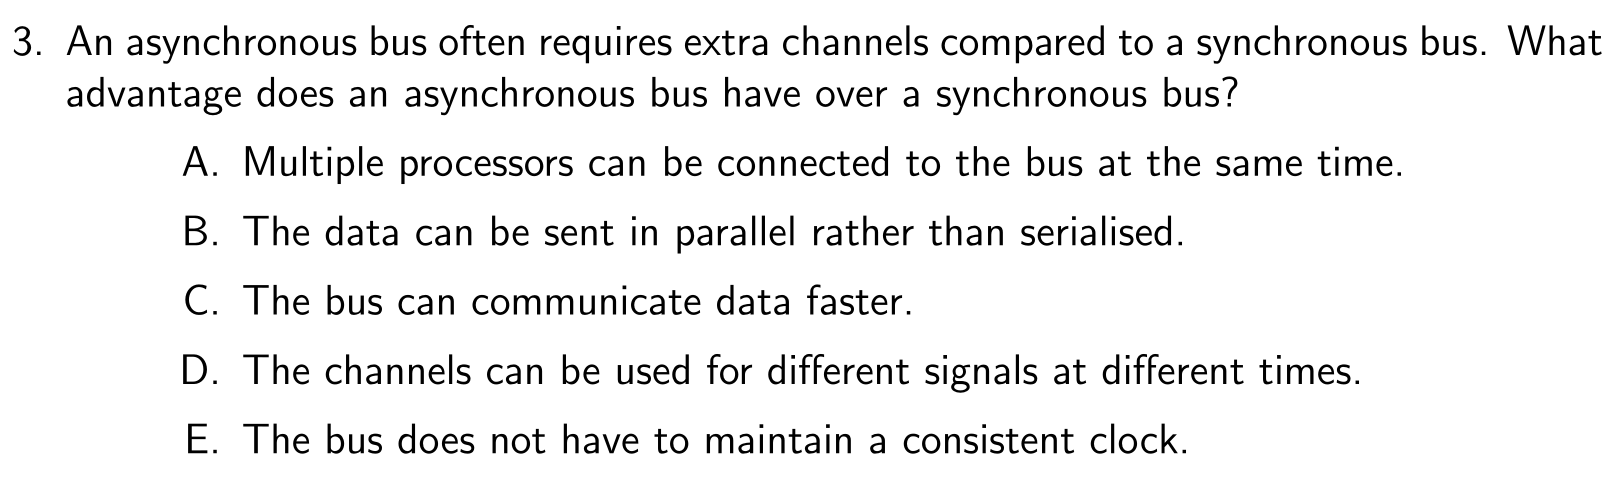 3. An asynchronous bus often requires extra channels compared to a synchronous bus. What
advantage does an asynchronous bus have over a synchronous bus?
A. Multiple processors can be connected to the bus at the same time.
B. The data can be sent in parallel rather than serialised.
C. The bus can communicate data faster.
D. The channels can be used for different signals at different times.
E. The bus does not have to maintain a consistent clock.